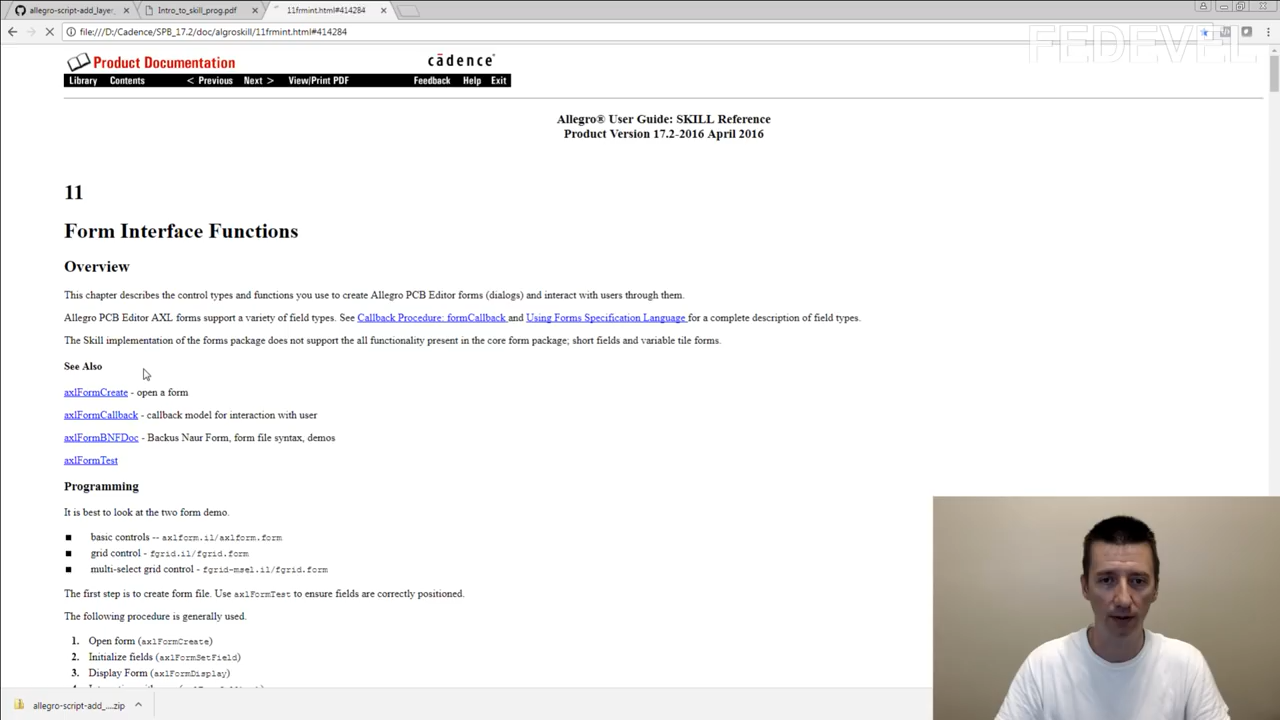 allegro-script-add_layer
Intro_to_skill_prog.pdf
11frmint.html#414284
file:///D:/Cadence/SPB_17.2/doc/algroskill/11frmint.html#414284
FEDEVEL
Product Documentation
cādence®
Library Contents < Previous Next > View/Print PDF Feedback Help Exit
Allegro® User Guide: SKILL Reference
Product Version 17.2-2016 April 2016
11
Form Interface Functions
Overview
This chapter describes the control types and functions you use to create Allegro PCB Editor forms (dialogs) and interact with users through them.
Allegro PCB Editor AXL forms support a variety of field types. See Callback Procedure: formCallback and Using Forms Specification Language for a complete description of field types.
The Skill implementation of the forms package does not support the all functionality present in the core form package; short fields and variable tile forms.
See Also
axlFormCreate - open a form
axlFormCallback - callback model for interaction with user
axlFormBNFDoc - Backus Naur Form, form file syntax, demos
axlFormTest
Programming
It is best to look at the two form demo.
■ basic controls -- axlform.il/axlform.form
■ grid control - fgrid.il/fgrid.form
■ multi-select grid control - fgrid-msel.il/fgrid.form
The first step is to create form file. Use axlFormTest to ensure fields are correctly positioned.
The following procedure is generally used.
1. Open form (axlFormCreate)
2. Initialize fields (axlFormSetField)
3. Display Form (axlFormDisplay)
allegro-script-add_....zip